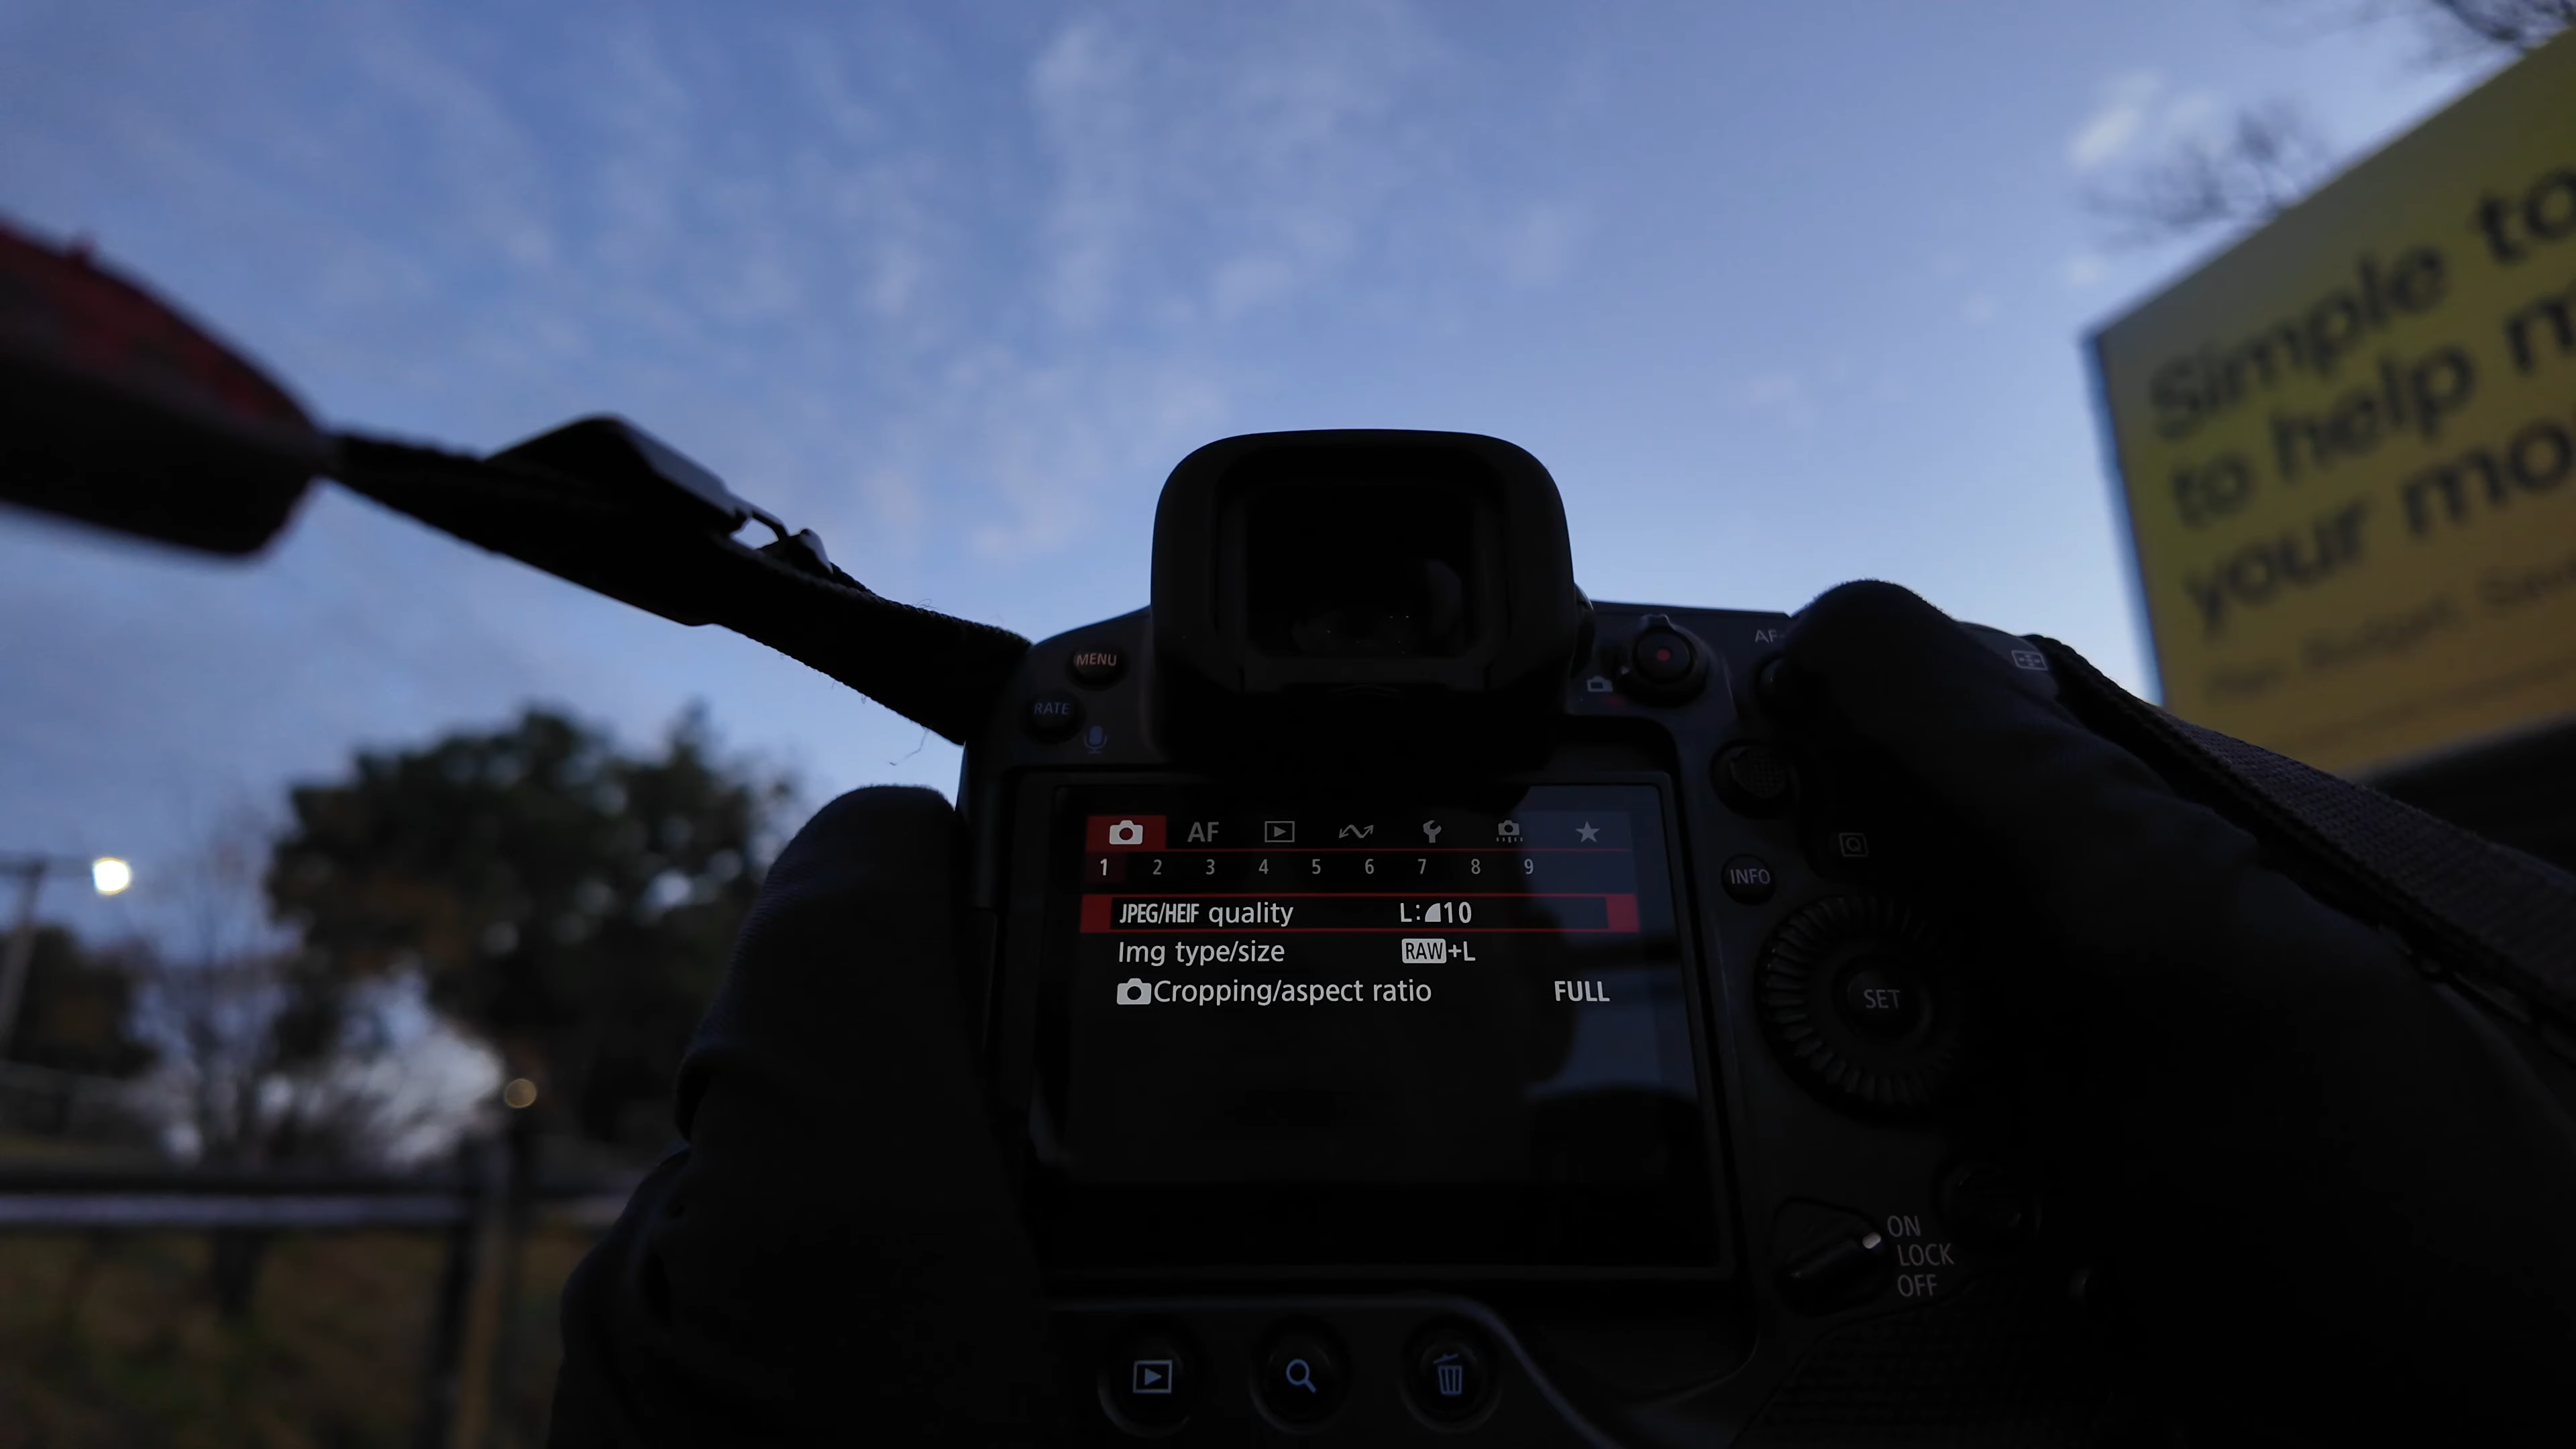 Simple to
to help m
your mo
MENU
RATE
AF-
AF
1 2 3 4 5 6 7 8 9
JPEG/HEIF quality L:10
Img type/size RAW+L
Cropping/aspect ratio FULL
Q
INFO
SET
ON
LOCK
OFF